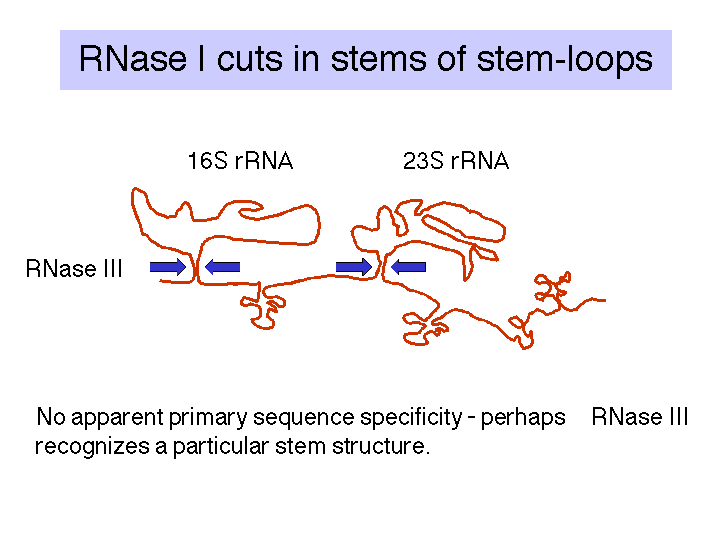 RNase I cuts in stems of stem-loops
16S rRNA 23S rRNA
RNase III
No apparent primary sequence specificity - perhaps RNase III
recognizes a particular stem structure.